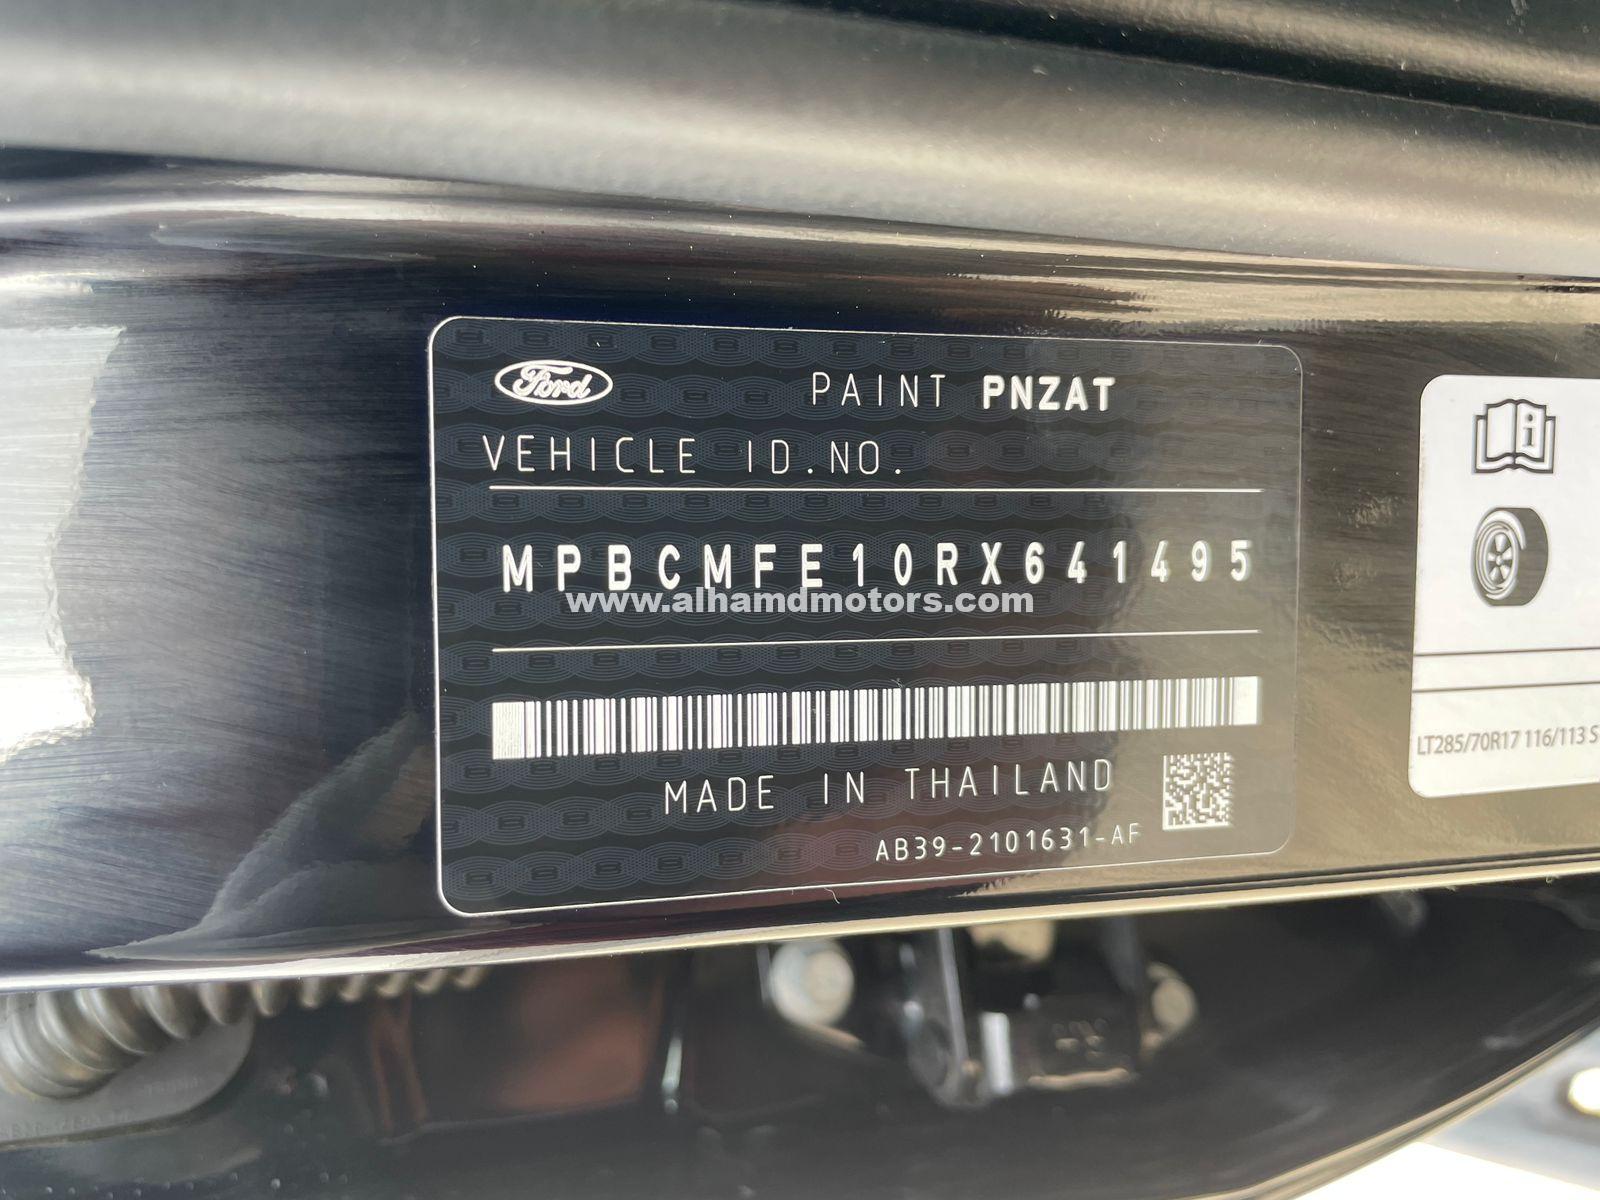 Ford
PAINT PNZAT
VEHICLE ID.NO.
MPBCMFE10RX641495
www.alhamdmotors.com
MADE IN THAILAND
AB39-2101631-AF
i
LT285/70R17 116/113 S